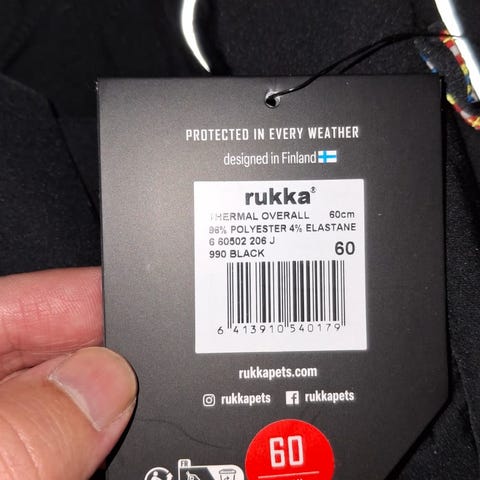 PROTECTED IN EVERY WEATHER
designed in Finland
rukka®
THERMAL OVERALL 60cm
96% POLYESTER 4% ELASTANE
6 60502 206 J
990 BLACK 60
6 413910 540179
rukkapets.com
rukkapets rukkapets
FR
60